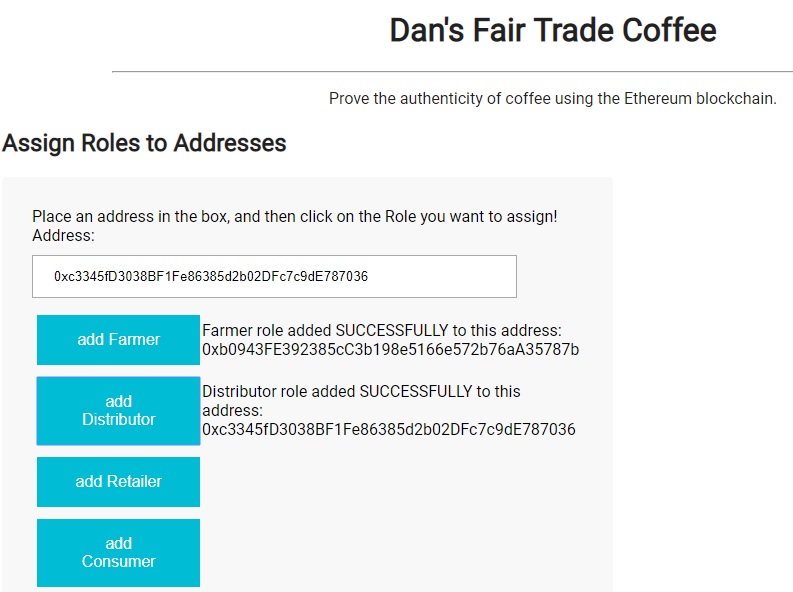 Dan's Fair Trade Coffee
Prove the authenticity of coffee using the Ethereum blockchain.
Assign Roles to Addresses
Place an address in the box, and then click on the Role you want to assign!
Address:
0xc3345fD3038BF1Fe86385d2b02DFc7c9dE787036
add Farmer
Farmer role added SUCCESSFULLY to this address:
0xb0943FE392385cC3b198e5166e572b76aA35787b
add
Distributor
Distributor role added SUCCESSFULLY to this
address:
0xc3345fD3038BF1Fe86385d2b02DFc7c9dE787036
add Retailer
add
Consumer